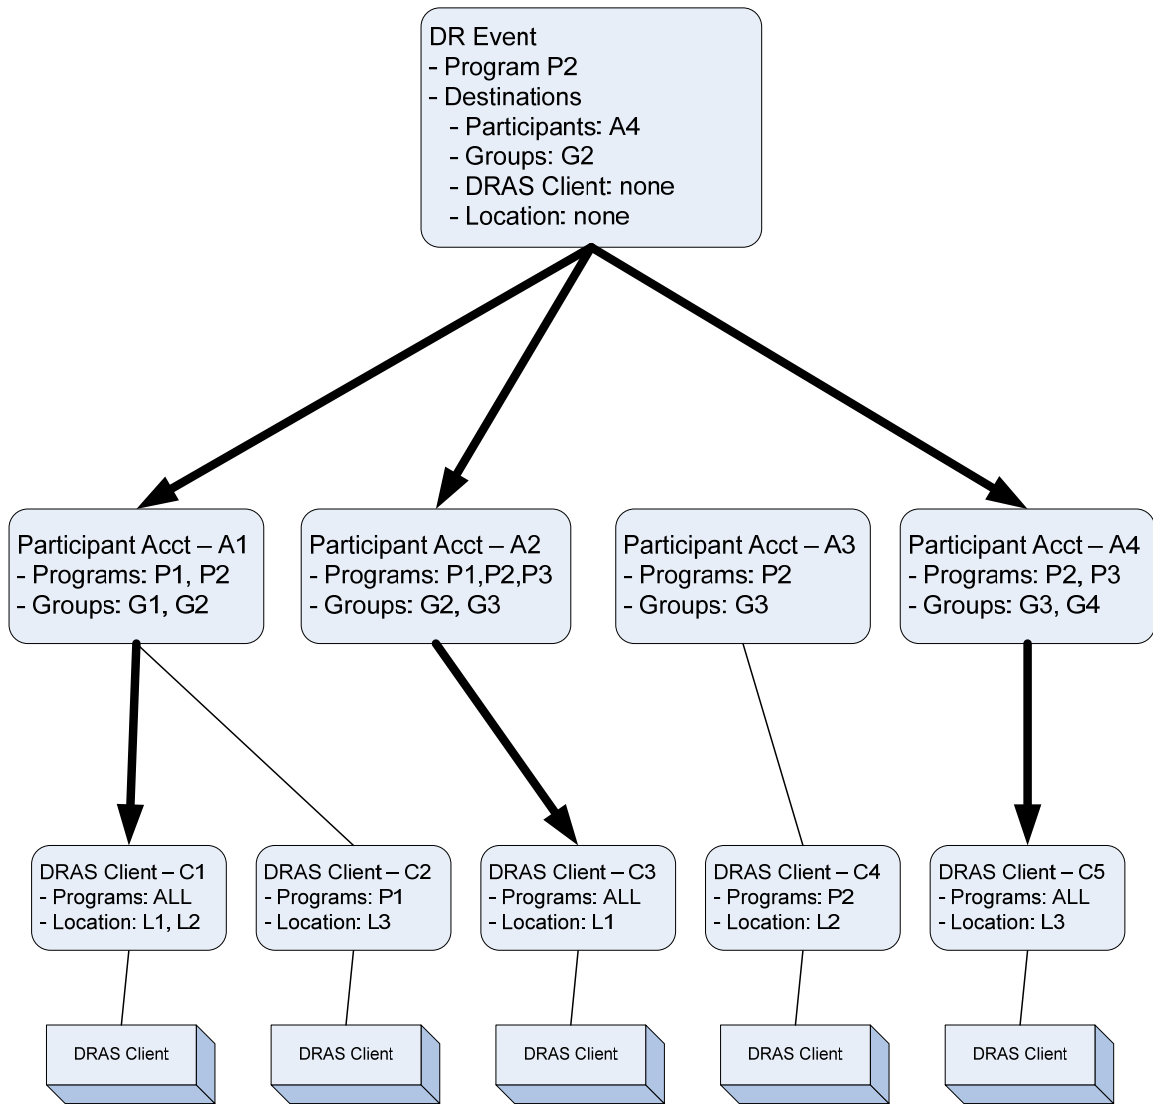 DR Event
- Program P2
- Destinations
- Participants: A4
- Groups: G2
- DRAS Client: none
- Location: none
Participant Acct – A1
- Programs: P1, P2
- Groups: G1, G2
Participant Acct – A2
- Programs: P1,P2,P3
- Groups: G2, G3
Participant Acct – A3
- Programs: P2
- Groups: G3
Participant Acct – A4
- Programs: P2, P3
- Groups: G3, G4
DRAS Client – C1
- Programs: ALL
- Location: L1, L2
DRAS Client – C2
- Programs: P1
- Location: L3
DRAS Client – C3
- Programs: ALL
- Location: L1
DRAS Client – C4
- Programs: P2
- Location: L2
DRAS Client – C5
- Programs: ALL
- Location: L3
DRAS Client
DRAS Client
DRAS Client
DRAS Client
DRAS Client